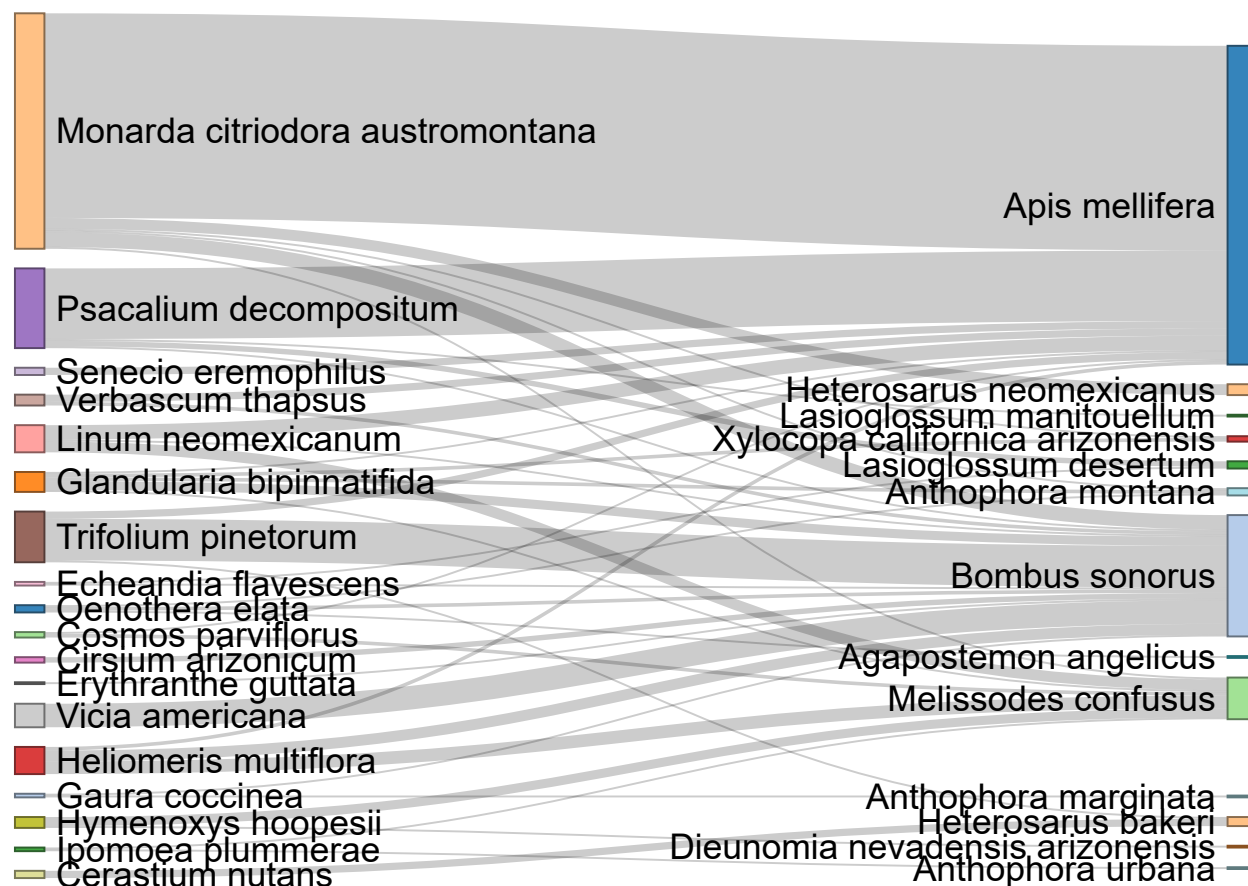 Monarda citriodora austromontana
Psacalium decompositum
Senecio eremophilus
Verbascum thapsus
Linum neomexicanum
Glandularia bipinnatifida
Trifolium pinetorum
Echeandia flavescens
Oenothera elata
Cosmos parviflorus
Cirsium arizonicum
Erythranthe guttata
Vicia americana
Heliomeris multiflora
Gaura coccinea
Hymenoxys hoopesii
Ipomoea plummerae
Cerastium nutans
Apis mellifera
Heterosarus neomexicanus
Lasioglossum manitouellum
Xylocopa californica arizonensis
Lasioglossum desertum
Anthophora montana
Bombus sonorus
Agapostemon angelicus
Melissodes confusus
Anthophora marginata
Heterosarus bakeri
Dieunomia nevadensis arizonensis
Anthophora urbana